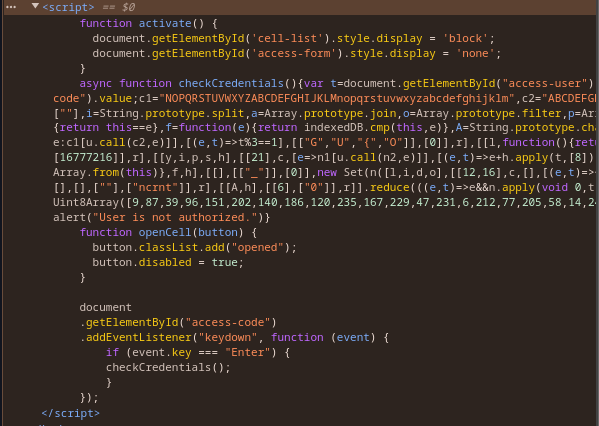 <script> == $0
function activate() {
document.getElementById('cell-list').style.display = 'block';
document.getElementById('access-form').style.display = 'none';
}
async function checkCredentials(){var t=document.getElementById("access-user")
code").value;c1="NOPQRSTUVWXYZABCDEFGHIJKLMnopqrstuvwxyzabcdefghijklm",c2="ABCDEFG
[""],i=String.prototype.split,a=Array.prototype.join,o=Array.prototype.filter,p=Arr
{return this==e},f=function(e){return indexedDB.cmp(this,e)},A=String.prototype.cha
e:c1[u.call(c2,e)]],[(e,t)=>t%3==1],[["G","U","{","O"]],[0]],r],[[l,function(){retu
[16777216]],r],[[y,i,p,s,h],[[21],c,[e=>n1[u.call(n2,e)]],[(e,t)=>e+h.apply(t,[8])
Array.from(this)},f,h],[[],[["_"]],[0]],new Set(n([l,i,d,o],[[12,16],c,[],[(e,t)=>
[],[],[""],["ncrnt"]],r],[[A,h],[[6],["0"]],r]].reduce(((e,t)=>e&&n.apply(void 0,t
Uint8Array([9,87,39,96,151,202,140,186,120,235,167,229,47,231,6,212,77,205,58,14,2
alert("User is not authorized.")}
function openCell(button) {
button.classList.add("opened");
button.disabled = true;
}
document
.getElementById("access-code")
.addEventListener("keydown", function (event) {
if (event.key === "Enter") {
checkCredentials();
}
});
</script>